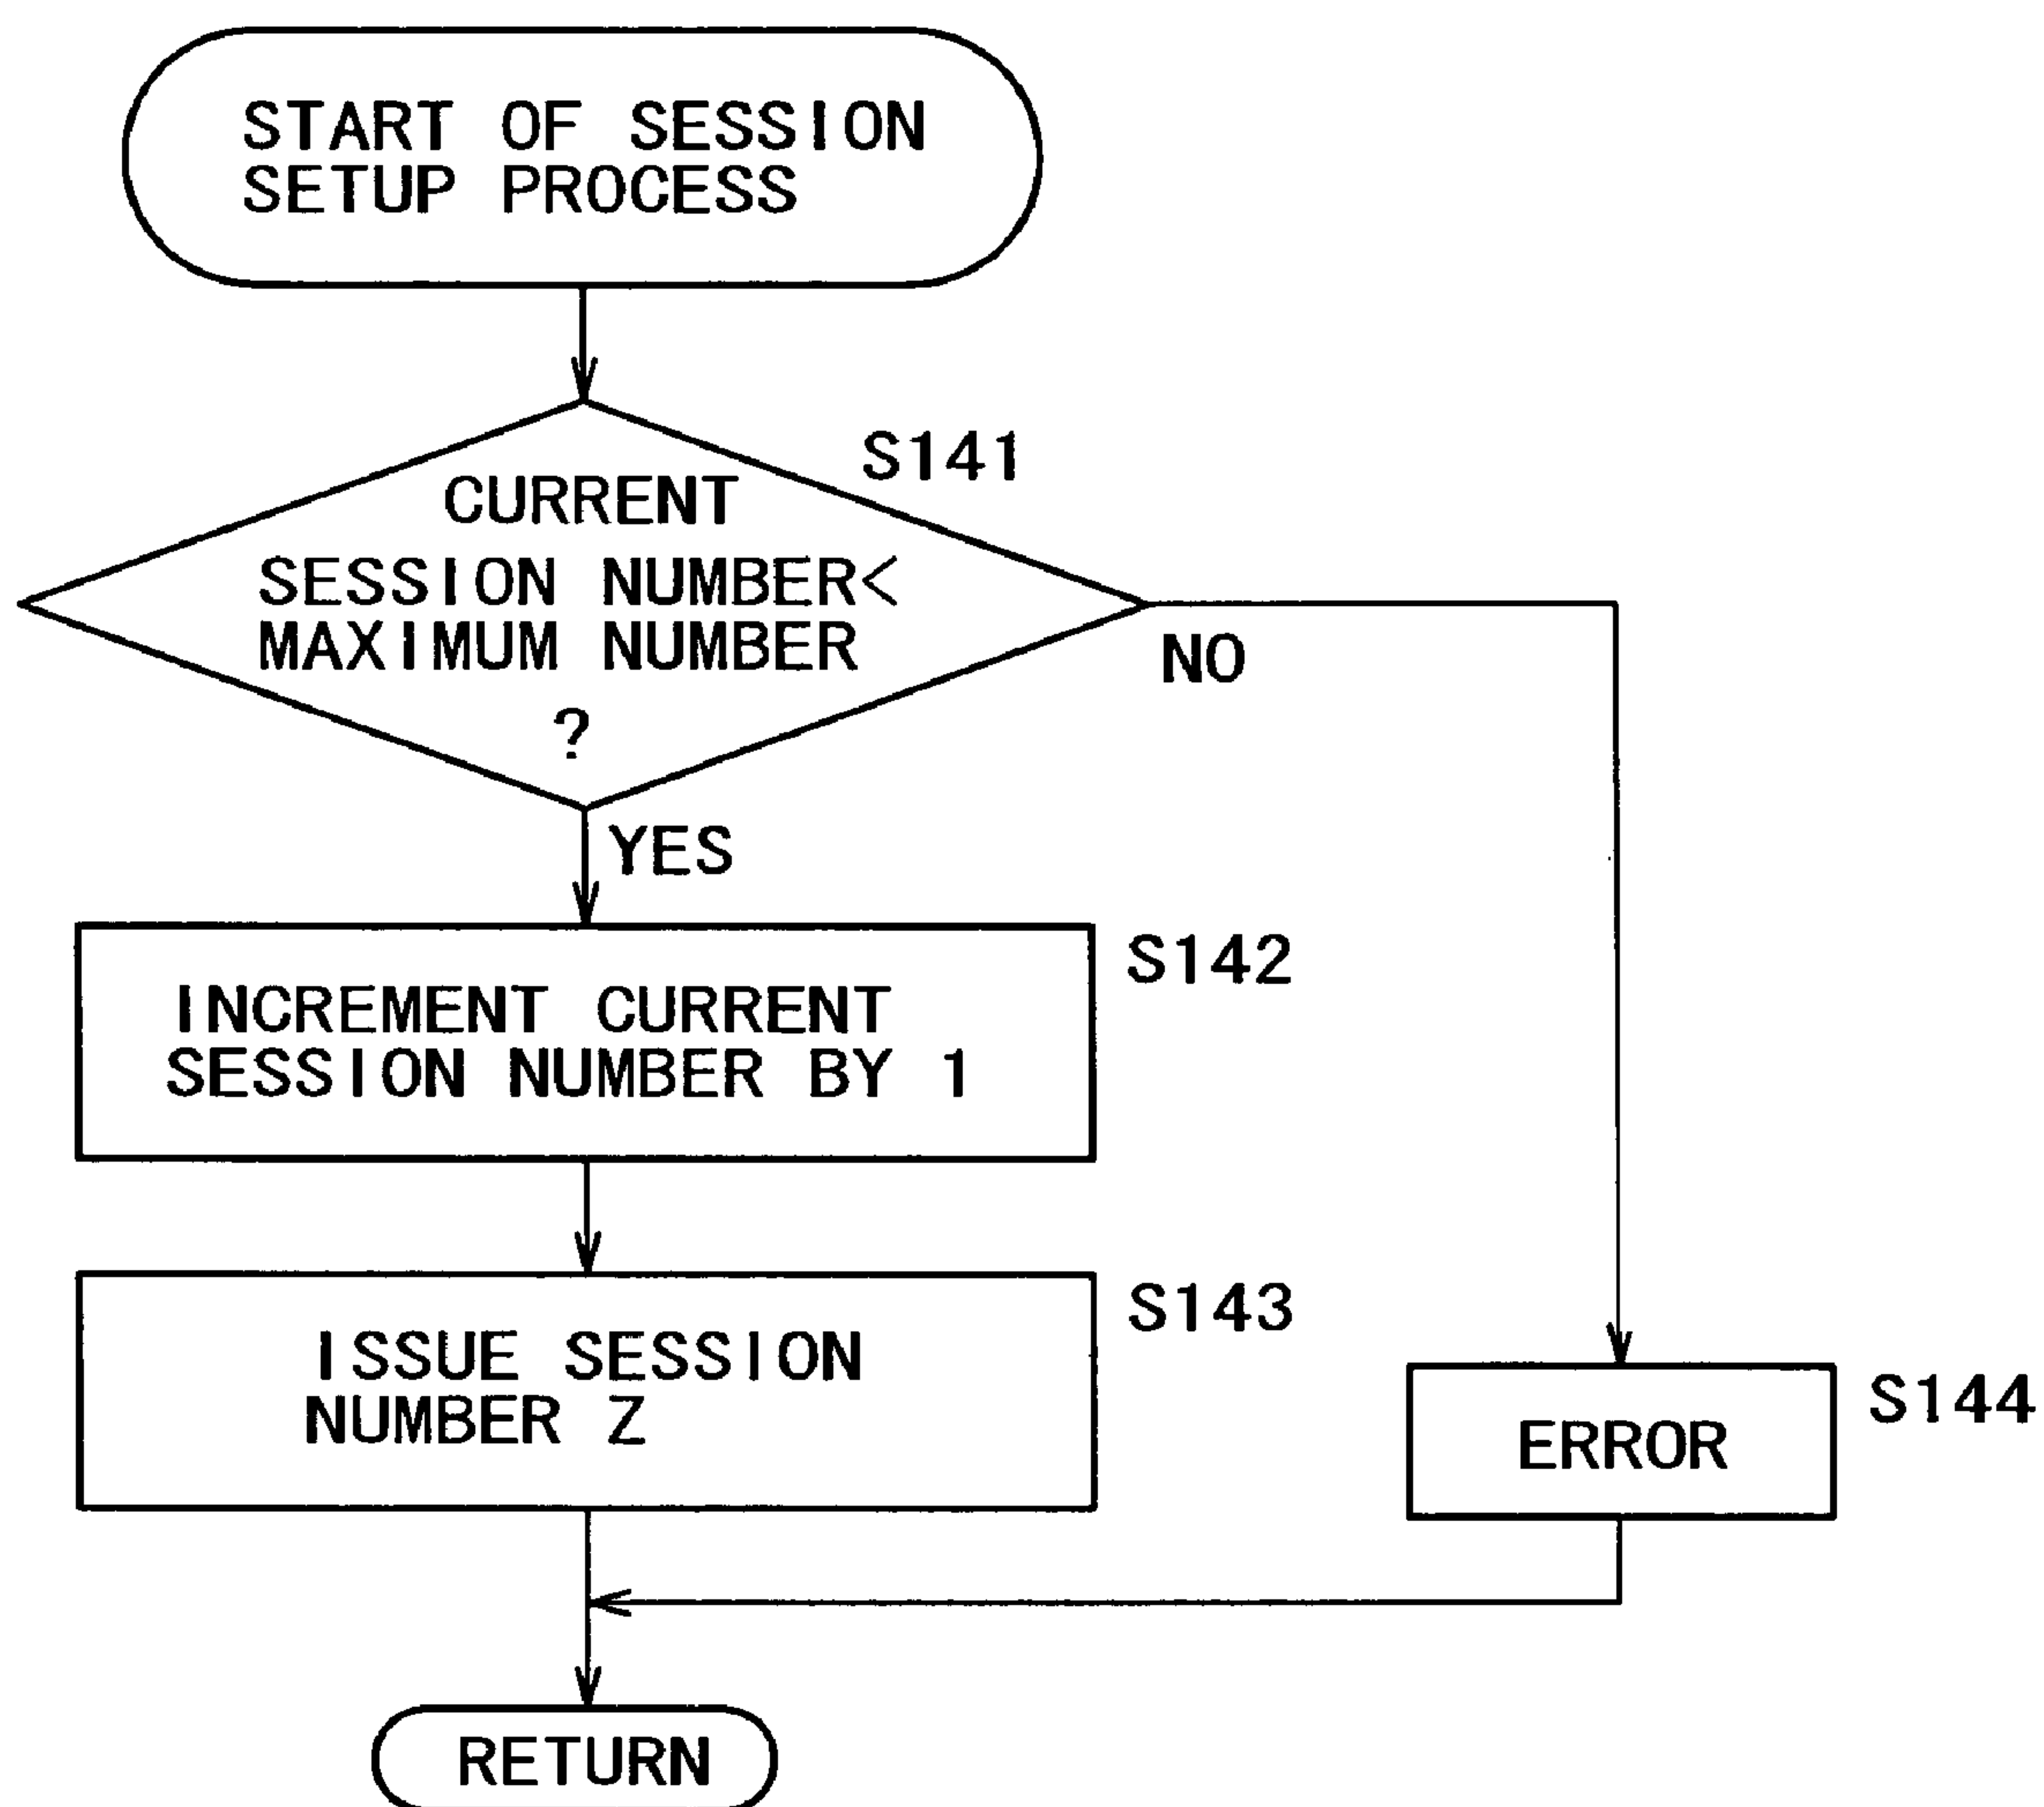 START OF SESSION
SETUP PROCESS
S141
CURRENT
SESSION NUMBER<
MAXIMUM NUMBER
?
NO
YES
S142
INCREMENT CURRENT
SESSION NUMBER BY 1
S143
ISSUE SESSION
NUMBER Z
S144
ERROR
RETURN